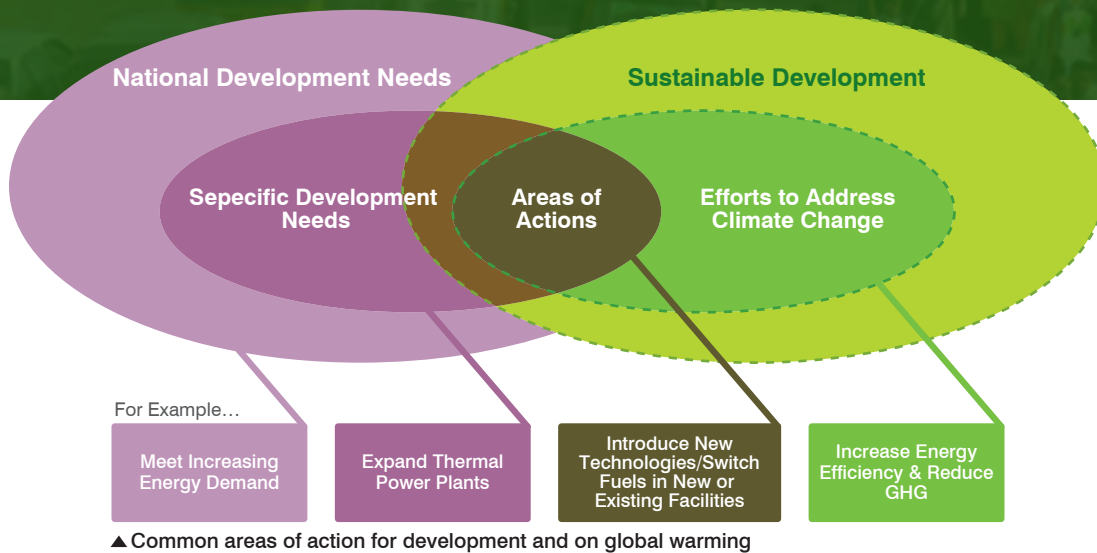 National Development Needs
Sustainable Development
Sepecific Development
Needs
Areas of
Actions
Efforts to Address
Climate Change
For Example…
Meet Increasing
Energy Demand
Expand Thermal
Power Plants
Introduce New
Technologies/Switch
Fuels in New or
Existing Facilities
Increase Energy
Efficiency & Reduce
GHG
▲Common areas of action for development and on global warming